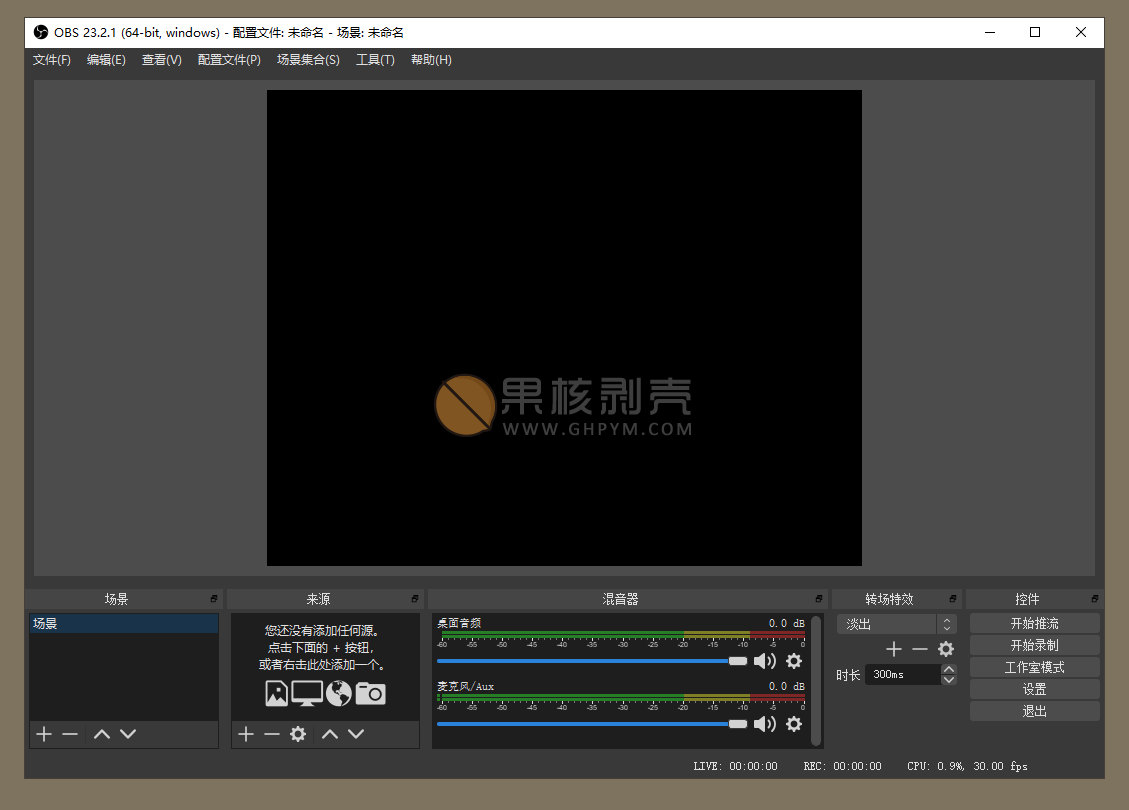 OBS 23.2.1 (64-bit, windows) - 配置文件: 未命名 - 场景: 未命名
文件(F) 编辑(E) 查看(V) 配置文件(P) 场景集合(S) 工具(T) 帮助(H)
果核剥壳
WWW.GHPYM.COM
场景
场景
来源
您还没有添加任何源。
点击下面的 + 按钮，
或者右击此处添加一个。
混音器
桌面音频 0.0 dB
-60 -55 -50 -45 -40 -35 -30 -25 -20 -15 -10 -5 0
麦克风/Aux 0.0 dB
-60 -55 -50 -45 -40 -35 -30 -25 -20 -15 -10 -5 0
转场特效
淡出
时长 300ms
控件
开始推流
开始录制
工作室模式
设置
退出
LIVE: 00:00:00 REC: 00:00:00 CPU: 0.9%, 30.00 fps